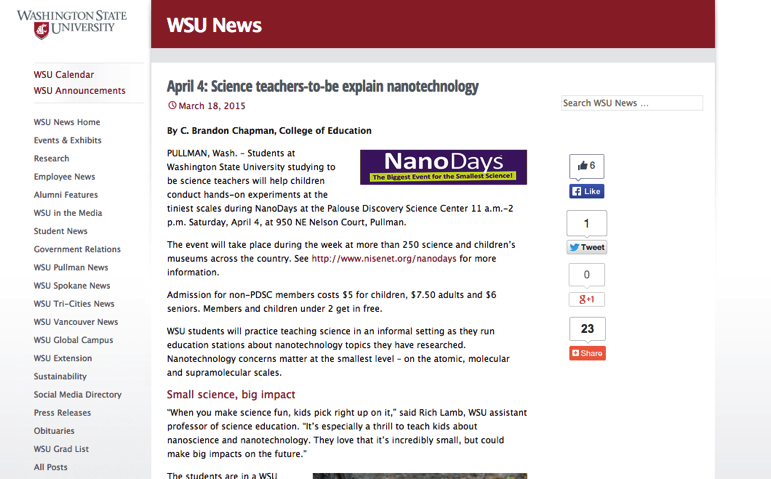 WASHINGTON STATE
UNIVERSITY
WSU News
WSU Calendar
WSU Announcements
WSU News Home
Events & Exhibits
Research
Employee News
Alumni Features
WSU in the Media
Student News
Government Relations
WSU Pullman News
WSU Spokane News
WSU Tri-Cities News
WSU Vancouver News
WSU Global Campus
WSU Extension
Sustainability
Social Media Directory
Press Releases
Obituaries
WSU Grad List
All Posts
April 4: Science teachers-to-be explain nanotechnology
March 18, 2015
By C. Brandon Chapman, College of Education
PULLMAN, Wash. – Students at
Washington State University studying to
be science teachers will help children
conduct hands-on experiments at the
tiniest scales during NanoDays at the Palouse Discovery Science Center 11 a.m.-2
p.m. Saturday, April 4, at 950 NE Nelson Court, Pullman.
NanoDays
The Biggest Event for the Smallest Science!
The event will take place during the week at more than 250 science and children's
museums across the country. See http://www.nisenet.org/nanodays for more
information.
Admission for non-PDSC members costs $5 for children, $7.50 adults and $6
seniors. Members and children under 2 get in free.
WSU students will practice teaching science in an informal setting as they run
education stations about nanotechnology topics they have researched.
Nanotechnology concerns matter at the smallest level – on the atomic, molecular
and supramolecular scales.
Small science, big impact
"When you make science fun, kids pick right up on it," said Rich Lamb, WSU assistant
professor of science education. "It's especially a thrill to teach kids about
nanoscience and nanotechnology. They love that it's incredibly small, but could
make big impacts on the future."
The students are in a WSU
Search WSU News ...
6
Like
1
Tweet
0
g+1
23
Share